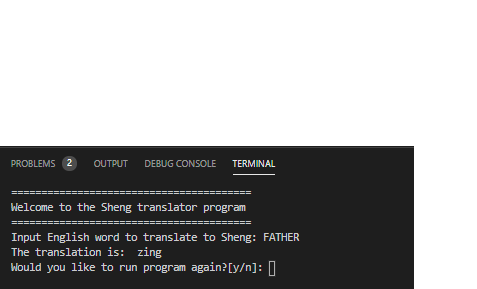 PROBLEMS 2 OUTPUT DEBUG CONSOLE TERMINAL
========================================
Welcome to the Sheng translator program
========================================
Input English word to translate to Sheng: FATHER
The translation is:  zing
Would you like to run program again?[y/n]: